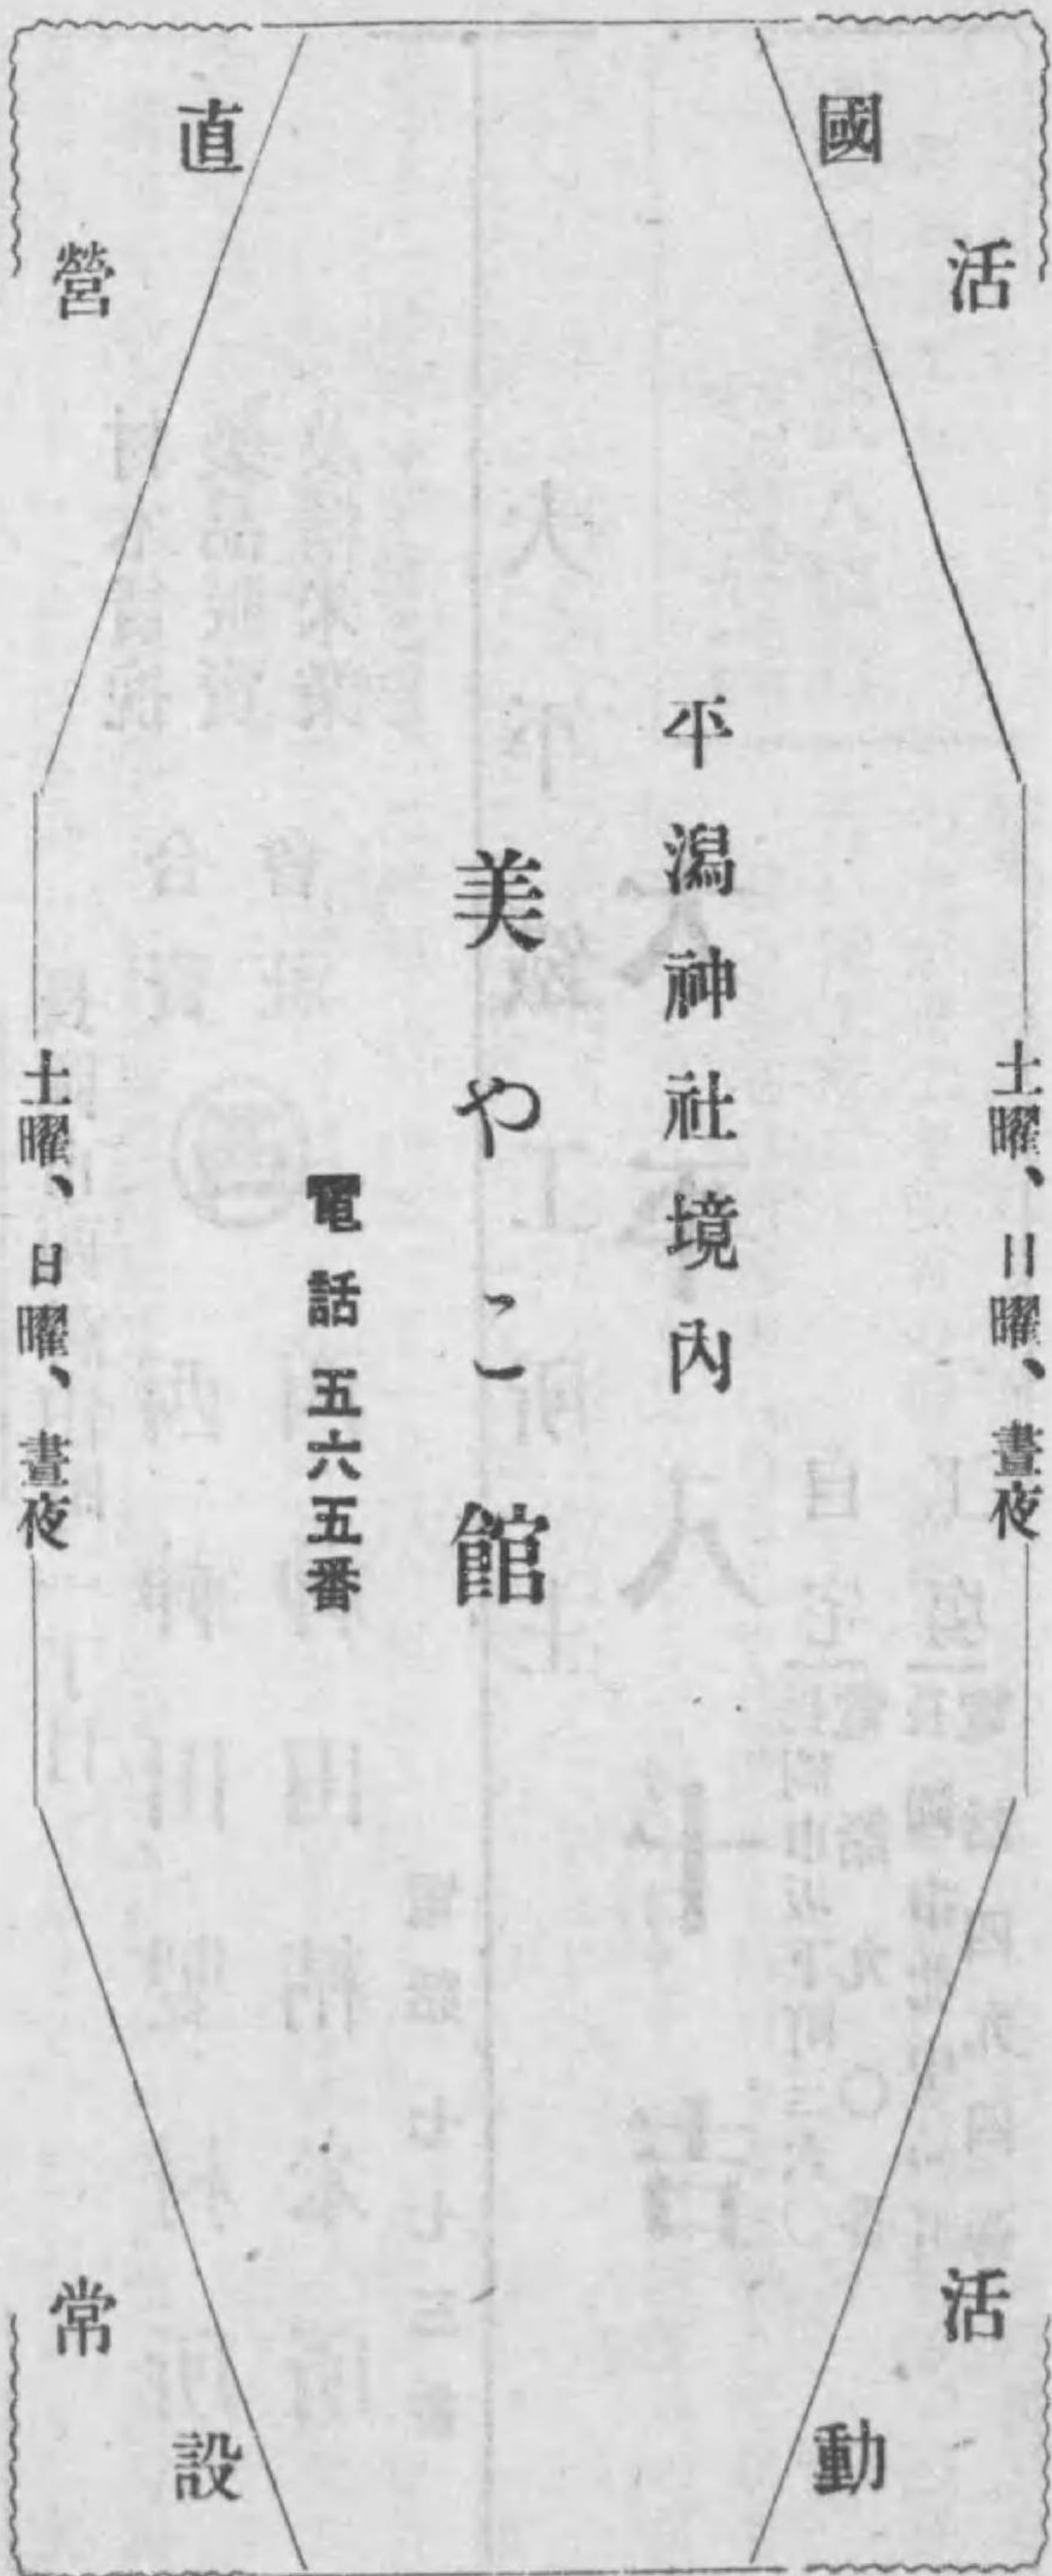 國活
直營
土曜、日曜、晝夜
平潟神社境內
美やこ館
電話五六五番
土曜、日曜、晝夜
活動
常設